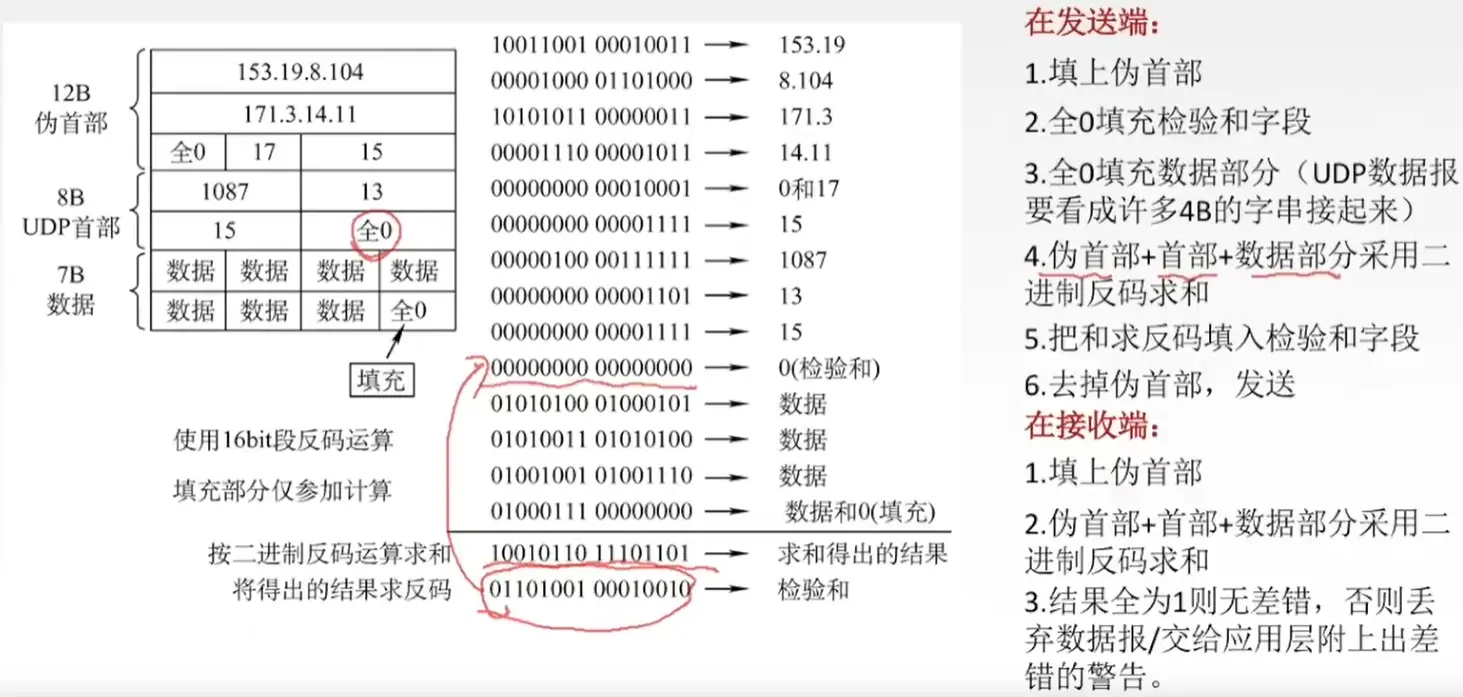 12B
伪首部
153.19.8.104
171.3.14.11
全0 17 15
8B
UDP首部
1087 13
15 全0
7B
数据
数据 数据 数据 数据
数据 数据 数据 全0
填充
使用16bit段反码运算
填充部分仅参加计算
10011001 00010011 → 153.19
00001000 01101000 → 8.104
10101011 00000011 → 171.3
00001110 00001011 → 14.11
00000000 00010001 → 0和17
00000000 00001111 → 15
00000100 00111111 → 1087
00000000 00001101 → 13
00000000 00001111 → 15
00000000 00000000 → 0(检验和)
01010100 01000101 → 数据
01010011 01010100 → 数据
01001001 01001110 → 数据
01000111 00000000 → 数据和0(填充)
按二进制反码运算求和 10010110 11101101 → 求和得出的结果
将得出的结果求反码 01101001 00010010 → 检验和
在发送端：
1.填上伪首部
2.全0填充检验和字段
3.全0填充数据部分（UDP数据报
要看成许多4B的字串接起来）
4.伪首部+首部+数据部分采用二
进制反码求和
5.把和求反码填入检验和字段
6.去掉伪首部，发送
在接收端：
1.填上伪首部
2.伪首部+首部+数据部分采用二
进制反码求和
3.结果全为1则无差错，否则丢
弃数据报/交给应用层附上出差
错的警告。